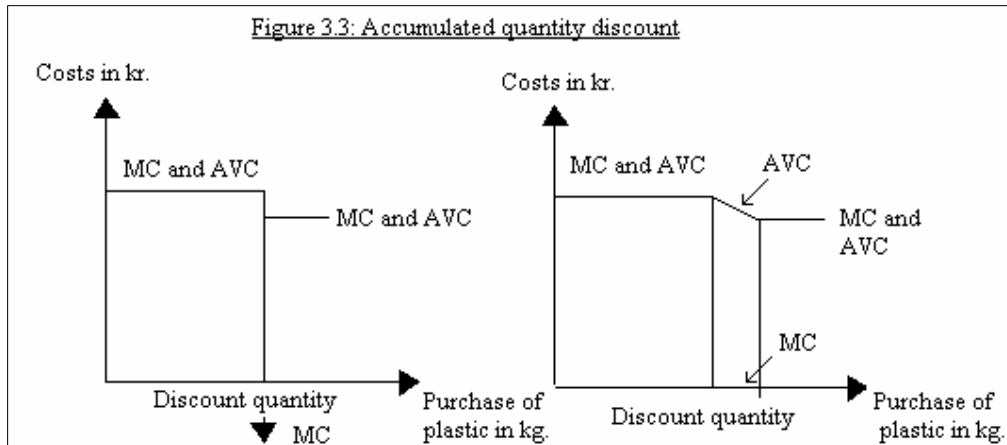 Figure 3.3: Accumulated quantity discount
Costs in kr.
MC and AVC
MC and AVC
Discount quantity
MC
Purchase of
plastic in kg.
Costs in kr.
MC and AVC
AVC
MC and
AVC
MC
Discount quantity
Purchase of
plastic in kg.